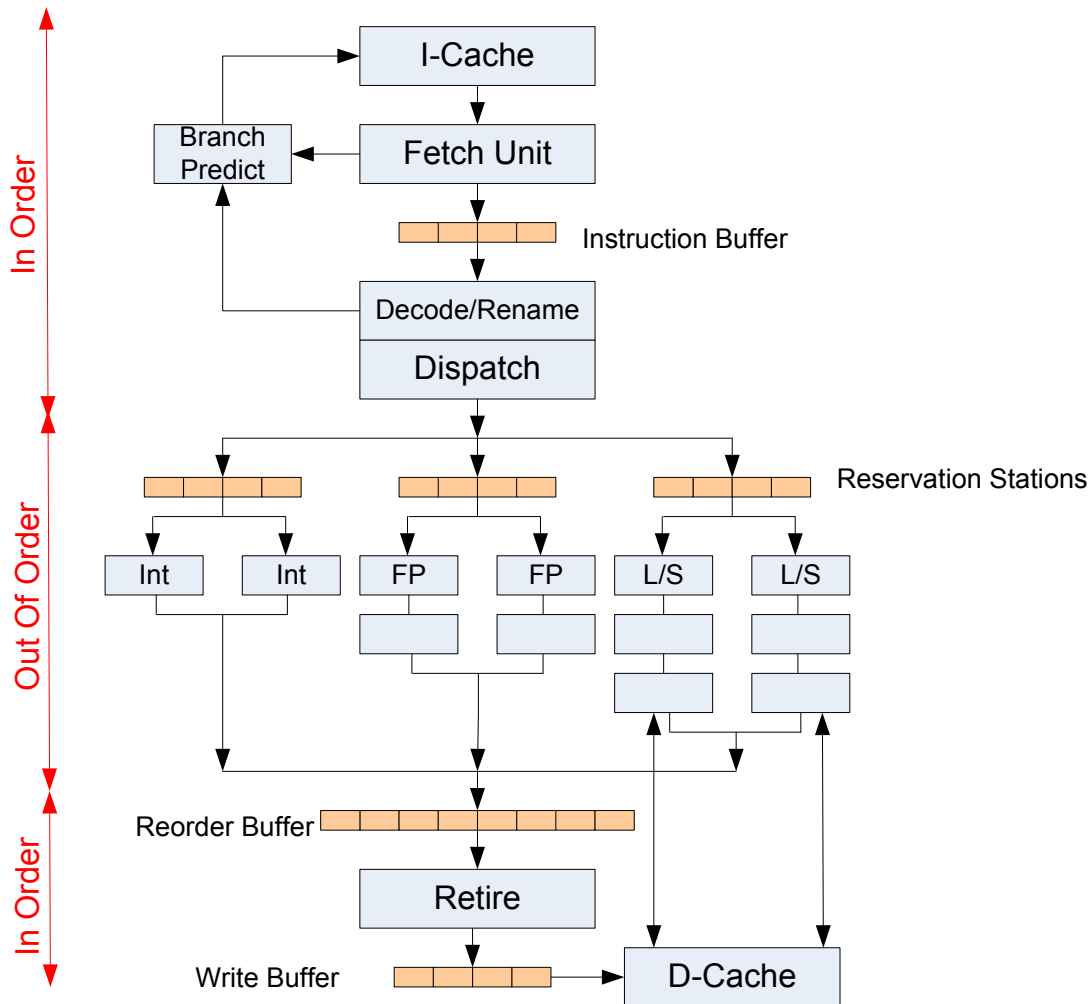 I-Cache
Branch
Predict
Fetch Unit
Instruction Buffer
In Order
Decode/Rename
Dispatch
Reservation Stations
Int
Int
FP
FP
L/S
L/S
Out Of Order
Reorder Buffer
Retire
In Order
Write Buffer
D-Cache